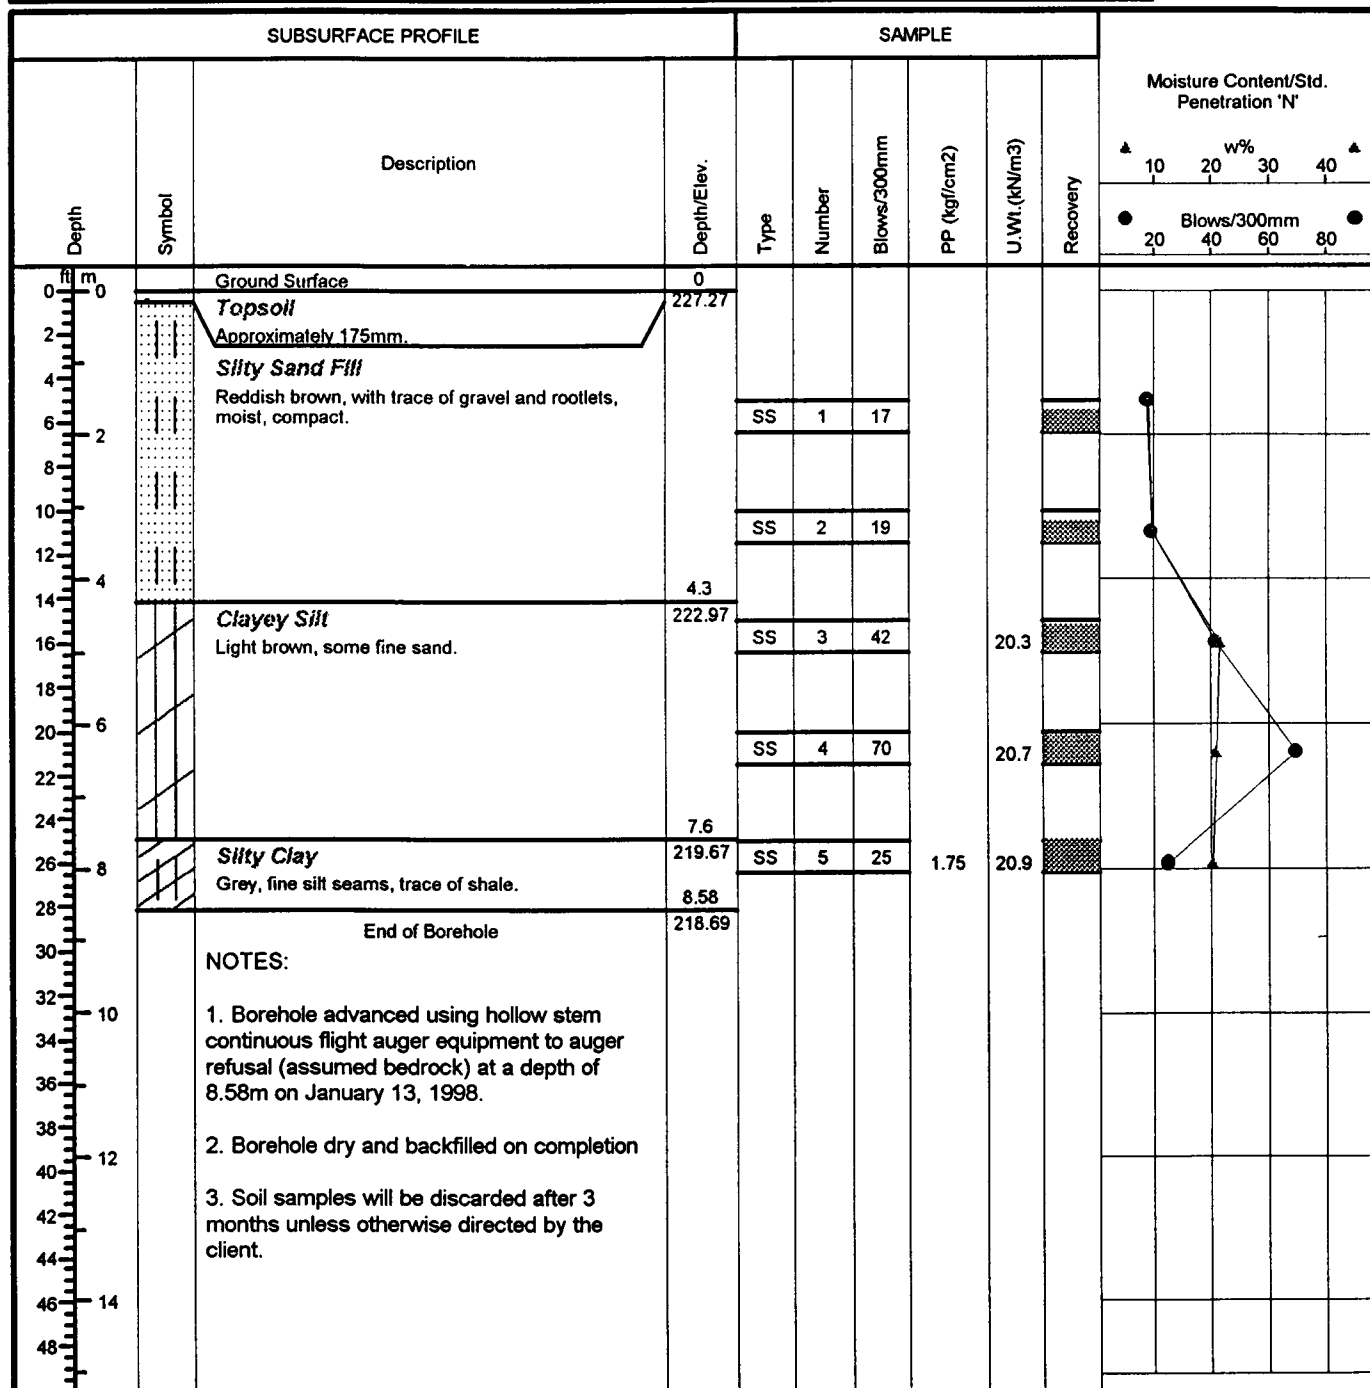 SUBSURFACE PROFILE
SAMPLE
Depth
Symbol
Description
Depth/Elev.
Type
Number
Blows/300mm
PP (kgf/cm2)
U.Wt.(kN/m3)
Recovery
Moisture Content/Std.
Penetration 'N'
w%
10 20 30 40
Blows/300mm
20 40 60 80
ft m
Ground Surface
0
0 0
227.27
Topsoil
Approximately 175mm.
2
Silty Sand Fill
4
Reddish brown, with trace of gravel and rootlets,
moist, compact.
SS 1 17
6
2
8
10
SS 2 19
12
4
4.3
14
222.97
Clayey Silt
Light brown, some fine sand.
SS 3 42 20.3
16
18
6
20
SS 4 70 20.7
22
24
7.6
219.67
Silty Clay
SS 5 25 1.75 20.9
26
8
Grey, fine silt seams, trace of shale.
8.58
28
218.69
End of Borehole
30
NOTES:
32
10
1. Borehole advanced using hollow stem
continuous flight auger equipment to auger
refusal (assumed bedrock) at a depth of
8.58m on January 13, 1998.
34
36
38
2. Borehole dry and backfilled on completion
12
40
3. Soil samples will be discarded after 3
months unless otherwise directed by the
client.
42
44
46
14
48